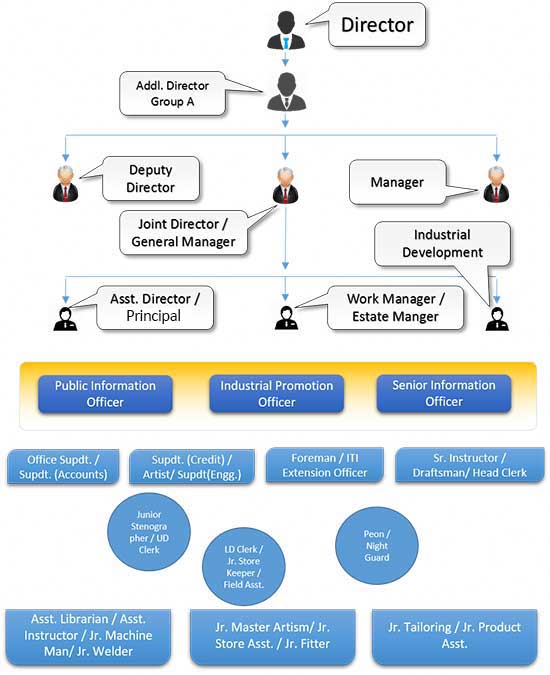 Director
Addl. Director
Group A
Deputy
Director
Manager
Joint Director /
General Manager
Industrial
Development
Asst. Director /
Principal
Work Manager /
Estate Manger
Public Information
Officer
Industrial Promotion
Officer
Senior Information
Officer
Office Supdt. /
Supdt. (Accounts)
Supdt. (Credit) /
Artist/ Supdt(Engg.)
Foreman / ITI
Extension Officer
Sr. Instructor /
Draftsman/ Head Clerk
Junior
Stenogra
pher / UD
Clerk
LD Clerk /
Jr. Store
Keeper /
Field Asst.
Peon /
Night
Guard
Asst. Librarian / Asst.
Instructor / Jr. Machine
Man/ Jr. Welder
Jr. Master Artism/ Jr.
Store Asst. / Jr. Fitter
Jr. Tailoring / Jr. Product
Asst.